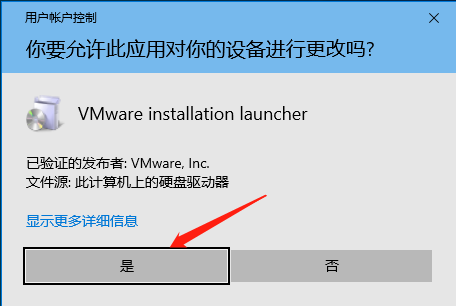 用户帐户控制
你要允许此应用对你的设备进行更改吗?
VMware installation launcher
已验证的发布者: VMware, Inc.
文件源: 此计算机上的硬盘驱动器
显示更多详细信息
是 否